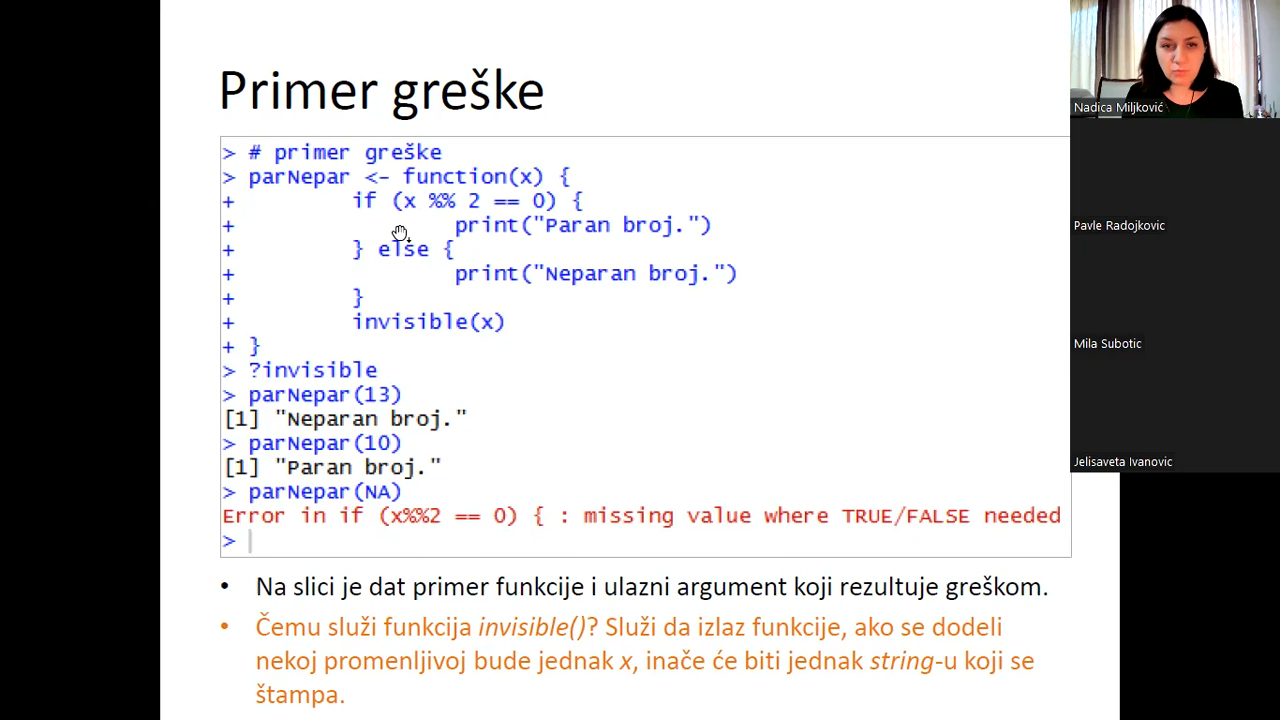 Primer greške
> # primer greške
> parNepar <- function(x) {
+ if (x %% 2 == 0) {
+ print("Paran broj.")
+ } else {
+ print("Neparan broj.")
+ }
+ invisible(x)
+ }
> ?invisible
> parNepar(13)
[1] "Neparan broj."
> parNepar(10)
[1] "Paran broj."
> parNepar(NA)
Error in if (x%%2 == 0) { : missing value where TRUE/FALSE needed
>
• Na slici je dat primer funkcije i ulazni argument koji rezultuje greškom.
• Čemu služi funkcija invisible()? Služi da izlaz funkcije, ako se dodeli
nekoj promenljivoj bude jednak x, inače će biti jednak string-u koji se
štampa.
Nadica Miljković
Pavle Radojkovic
Mila Subotic
Jelisaveta Ivanovic